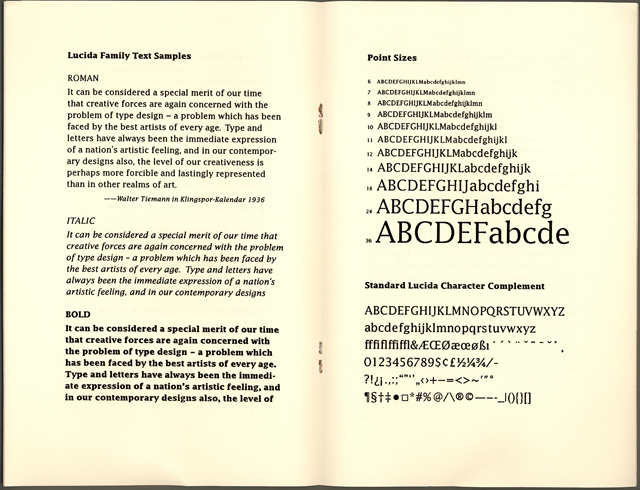 Lucida Family Text Samples
ROMAN
It can be considered a special merit of our time
that creative forces are again concerned with the
problem of type design – a problem which has been
faced by the best artists of every age. Type and
letters have always been the immediate expression
of a nation's artistic feeling, and in our contempor-
ary designs also, the level of our creativeness is
perhaps more forcible and lastingly represented
than in other realms of art.
——Walter Tiemann in Klingspor-Kalendar 1936
ITALIC
It can be considered a special merit of our time that
creative forces are again concerned with the problem
of type design – a problem which has been faced by
the best artists of every age. Type and letters have
always been the immediate expression of a nation's
artistic feeling, and in our contemporary designs
BOLD
It can be considered a special merit of our time
that creative forces are again concerned with
the problem of type design – a problem which
has been faced by the best artists of every age.
Type and letters have always been the immedi-
ate expression of a nation's artistic feeling, and
in our contemporary designs also, the level of
Point Sizes
6 ABCDEFGHIJKLMabcdefghijklmn
7 ABCDEFGHIJKLMabcdefghijklmn
8 ABCDEFGHIJKLMabcdefghijklmn
9 ABCDEFGHIJKLMabcdefghijklm
10 ABCDEFGHIJKLMabcdefghijkl
11 ABCDEFGHIJKLMabcdefghijkl
12 ABCDEFGHIJKLMabcdefghijk
14 ABCDEFGHIJKLabcdefghijk
18 ABCDEFGHIJabcdefghi
24 ABCDEFGHabcdefg
36 ABCDEFabcde
Standard Lucida Character Complement
ABCDEFGHIJKLMNOPQRSTUVWXYZ
abcdefghijklmnopqrstuvwxyz
fffiflffifffl&ÆŒØæœøßı
0123456789$¢£½¼¾/-
?!¿¡.,:;“”‘’„‹›+−=<>~′″°
¶§†‡●□*#%@/\®©——-_|(){}[]